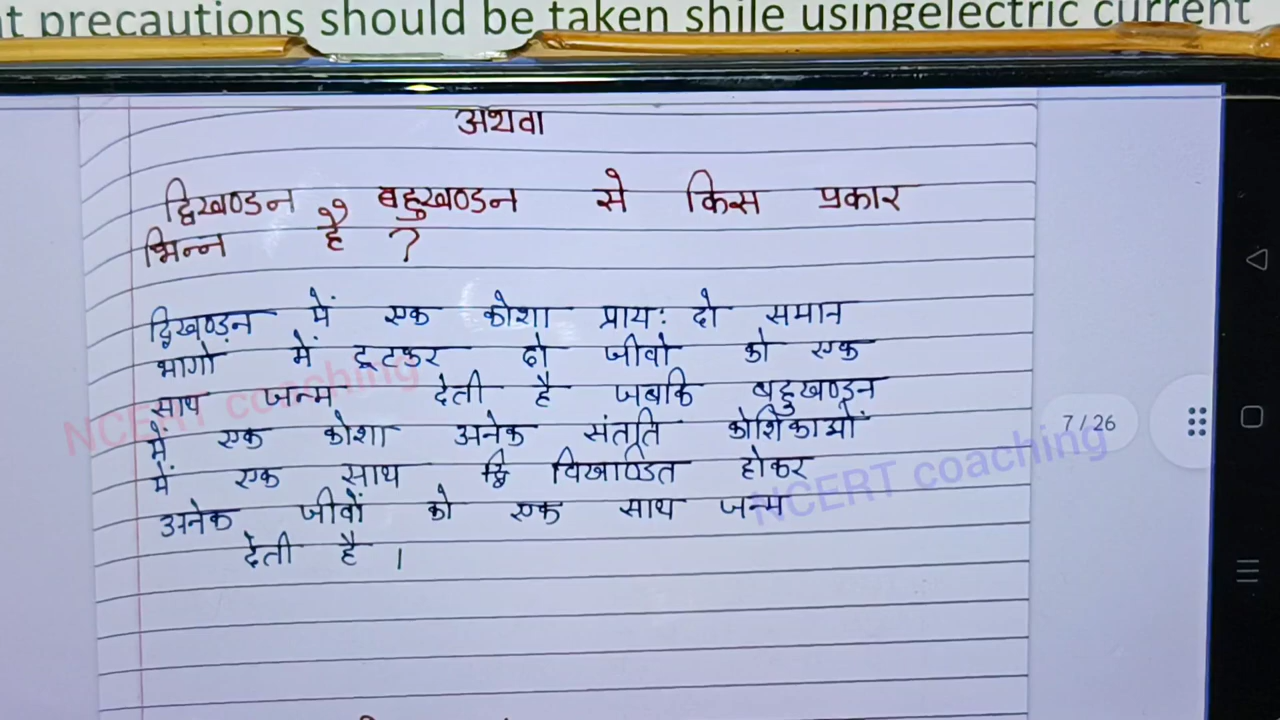 t precautions should be taken shile usingelectric current
अथवा
द्विखण्डन बहुखण्डन से किस प्रकार
भिन्न है ?
द्विखण्डन में एक कोशा प्रायः दो समान
भागो में टूटकर दो जीवो को एक
साथ जन्म देती है जबकि बहुखण्डन
में एक कोशा अनेक संतति कोशिकाओं
में एक साथ द्वि विखण्डित होकर
अनेक जीवों को एक साथ जन्म
देती है ।
7/26
NCERT coaching
NCERT coaching